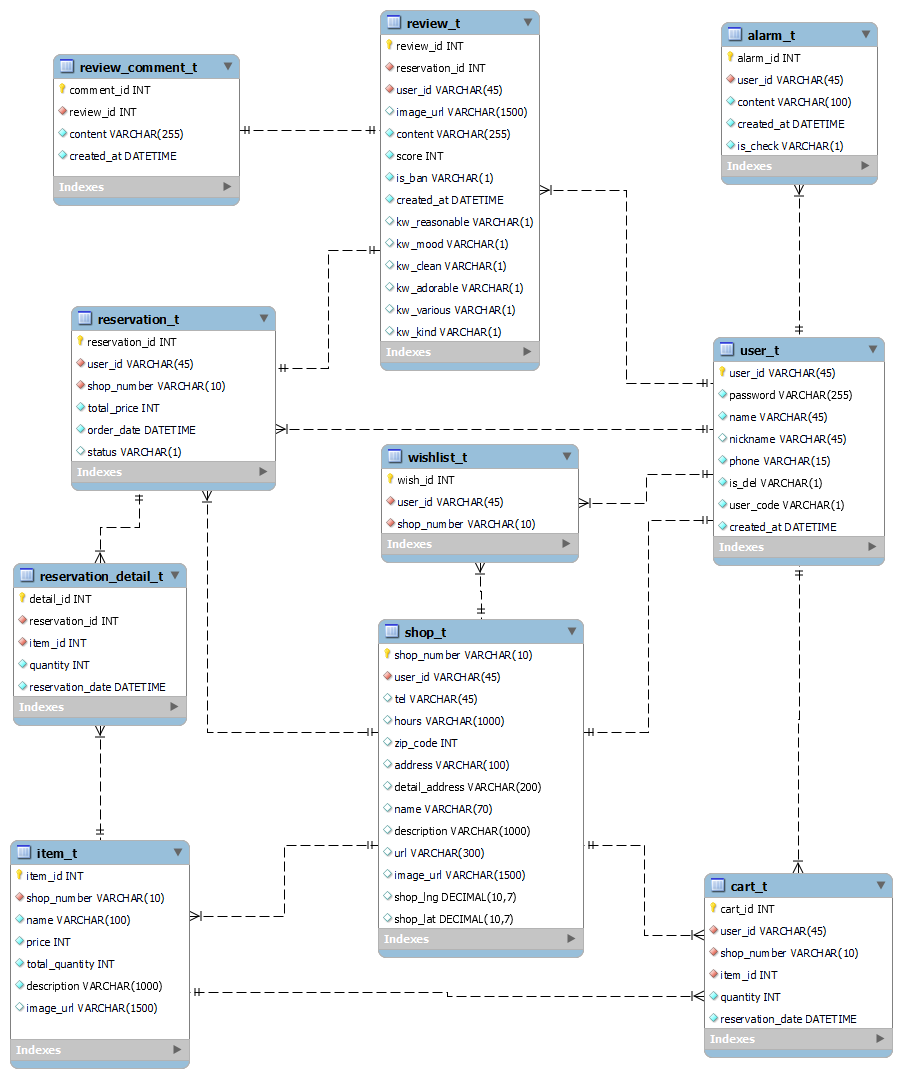 review_t
review_id INT
reservation_id INT
user_id VARCHAR(45)
image_url VARCHAR(1500)
content VARCHAR(255)
score INT
is_ban VARCHAR(1)
created_at DATETIME
kw_reasonable VARCHAR(1)
kw_mood VARCHAR(1)
kw_clean VARCHAR(1)
kw_adorable VARCHAR(1)
kw_various VARCHAR(1)
kw_kind VARCHAR(1)
Indexes
alarm_t
alarm_id INT
user_id VARCHAR(45)
content VARCHAR(100)
created_at DATETIME
is_check VARCHAR(1)
Indexes
review_comment_t
comment_id INT
review_id INT
content VARCHAR(255)
created_at DATETIME
Indexes
reservation_t
reservation_id INT
user_id VARCHAR(45)
shop_number VARCHAR(10)
total_price INT
order_date DATETIME
status VARCHAR(1)
Indexes
user_t
user_id VARCHAR(45)
password VARCHAR(255)
name VARCHAR(45)
nickname VARCHAR(45)
phone VARCHAR(15)
is_del VARCHAR(1)
user_code VARCHAR(1)
created_at DATETIME
Indexes
wishlist_t
wish_id INT
user_id VARCHAR(45)
shop_number VARCHAR(10)
Indexes
reservation_detail_t
detail_id INT
reservation_id INT
item_id INT
quantity INT
reservation_date DATETIME
Indexes
shop_t
shop_number VARCHAR(10)
user_id VARCHAR(45)
tel VARCHAR(45)
hours VARCHAR(1000)
zip_code INT
address VARCHAR(100)
detail_address VARCHAR(200)
name VARCHAR(70)
description VARCHAR(1000)
url VARCHAR(300)
image_url VARCHAR(1500)
shop_lng DECIMAL(10,7)
shop_lat DECIMAL(10,7)
Indexes
item_t
item_id INT
shop_number VARCHAR(10)
name VARCHAR(100)
price INT
total_quantity INT
description VARCHAR(1000)
image_url VARCHAR(1500)
Indexes
cart_t
cart_id INT
user_id VARCHAR(45)
shop_number VARCHAR(10)
item_id INT
quantity INT
reservation_date DATETIME
Indexes